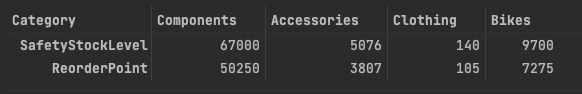 Category Components Accessories Clothing Bikes
SafetyStockLevel 67000 5076 140 9700
ReorderPoint 50250 3807 105 7275